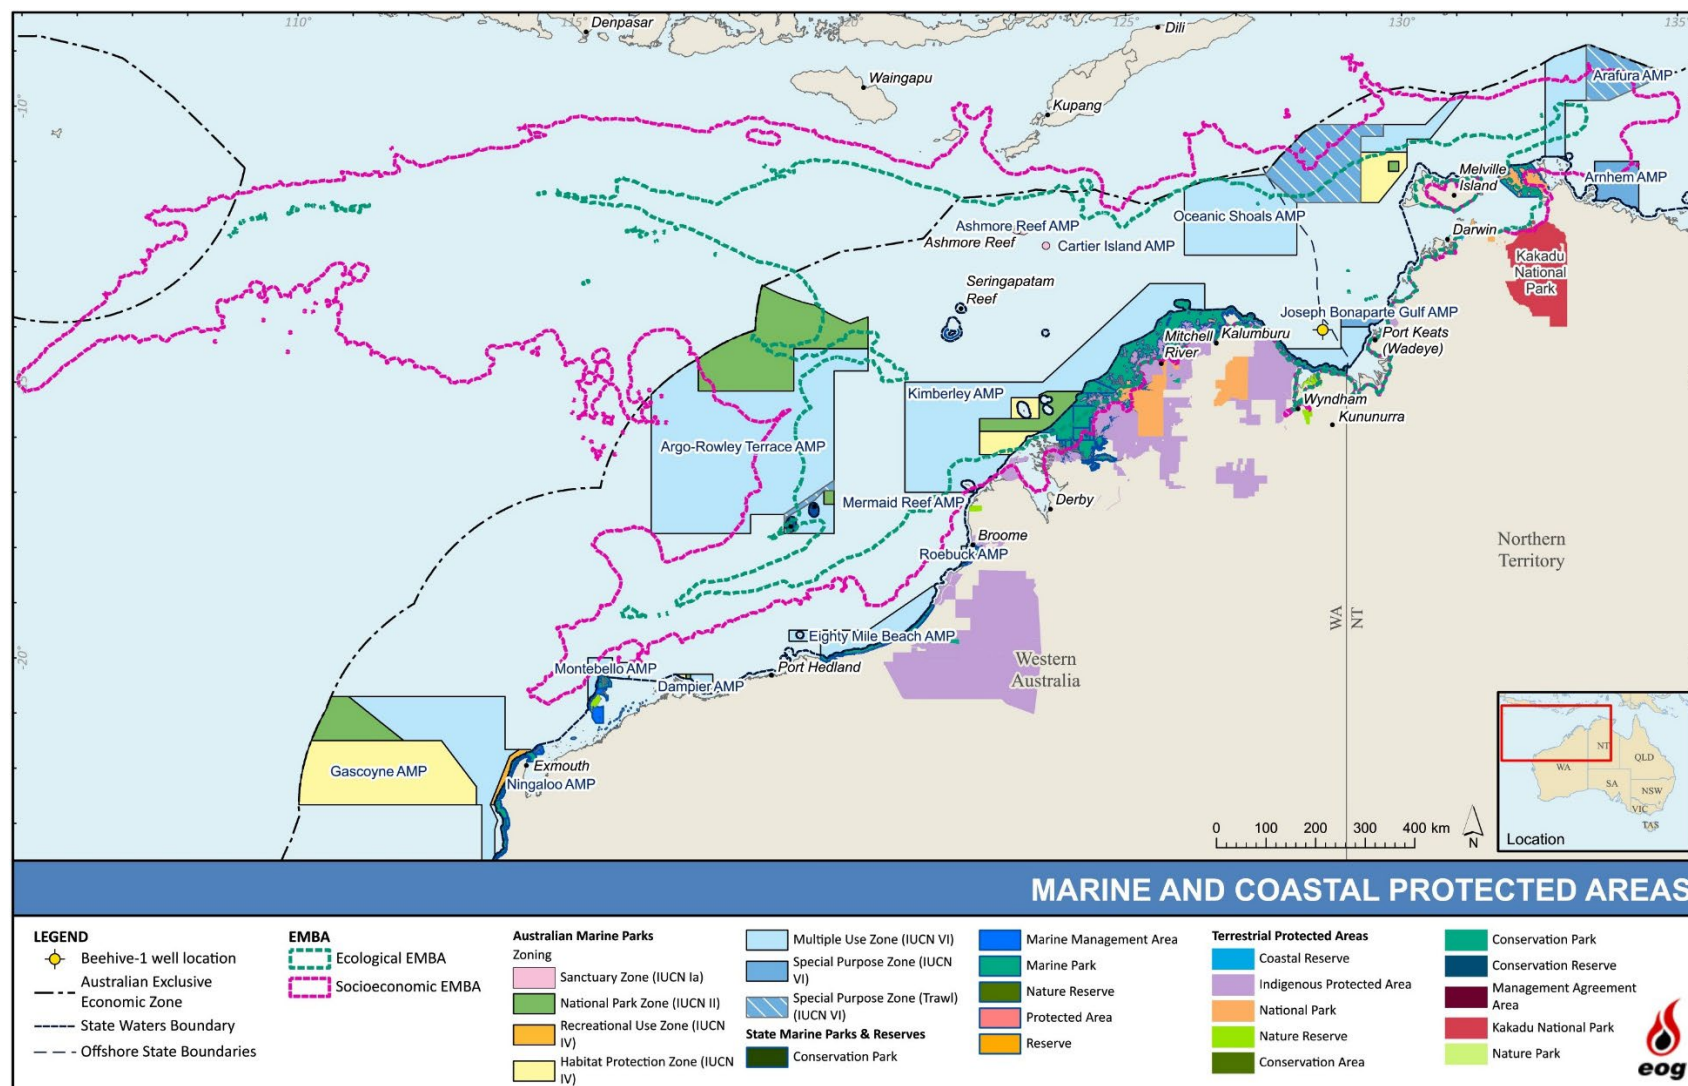 110°
115°
120°
125°
130°
135°
Denpasar
Dili
Waingapu
Kupang
-10°
Arafura AMP
Melville
Island
Arnhem AMP
Oceanic Shoals AMP
Ashmore Reef AMP
Ashmore Reef
Cartier Island AMP
Darwin
Kakadu
National
Park
Seringapatam
Reef
Joseph Bonaparte Gulf AMP
Mitchell
River
Kalumburu
Port Keats
(Wadeye)
Kimberley AMP
Wyndham
Kununurra
Argo-Rowley Terrace AMP
Mermaid Reef AMP
Derby
Broome
Roebuck AMP
Northern
Territory
WA
NT
Eighty Mile Beach AMP
-20°
Port Hedland
Western
Australia
Montebello AMP
Dampier AMP
Gascoyne AMP
Exmouth
Ningaloo AMP
0 100 200 300 400 km
N
WA
NT
QLD
SA
NSW
VIC
TAS
Location
MARINE AND COASTAL PROTECTED AREAS
LEGEND
Beehive-1 well location
Australian Exclusive
Economic Zone
State Waters Boundary
Offshore State Boundaries
EMBA
Ecological EMBA
Socioeconomic EMBA
Australian Marine Parks
Zoning
Sanctuary Zone (IUCN Ia)
National Park Zone (IUCN II)
Recreational Use Zone (IUCN
IV)
Habitat Protection Zone (IUCN
IV)
Multiple Use Zone (IUCN VI)
Special Purpose Zone (IUCN
VI)
Special Purpose Zone (Trawl)
(IUCN VI)
State Marine Parks & Reserves
Conservation Park
Marine Management Area
Marine Park
Nature Reserve
Protected Area
Reserve
Terrestrial Protected Areas
Coastal Reserve
Indigenous Protected Area
National Park
Nature Reserve
Conservation Area
Conservation Park
Conservation Reserve
Management Agreement
Area
Kakadu National Park
Nature Park
eog